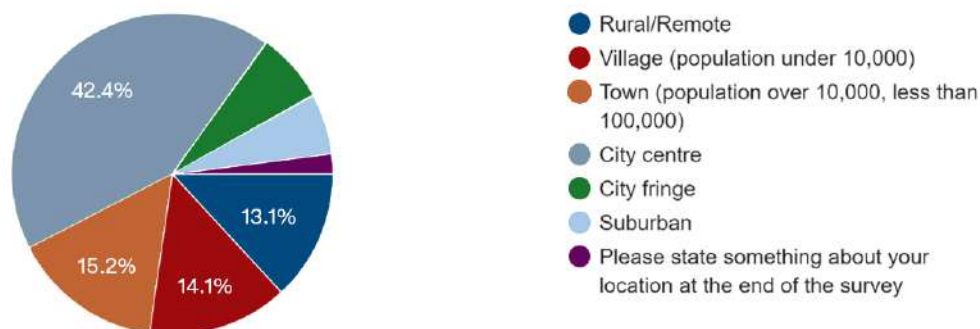 42.4%
15.2%
14.1%
13.1%
Rural/Remote
Village (population under 10,000)
Town (population over 10,000, less than
100,000)
City centre
City fringe
Suburban
Please state something about your
location at the end of the survey